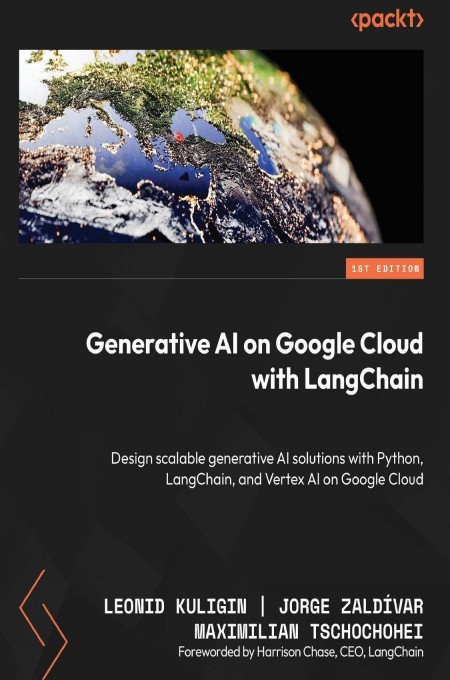 <packt>
1ST EDITION
Generative AI on Google Cloud
with LangChain
Design scalable generative AI solutions with Python,
LangChain, and Vertex AI on Google Cloud
LEONID KULIGIN | JORGE ZALDÍVAR
MAXIMILIAN TSCHOCHOHEI
Foreworded by Harrison Chase, CEO, LangChain